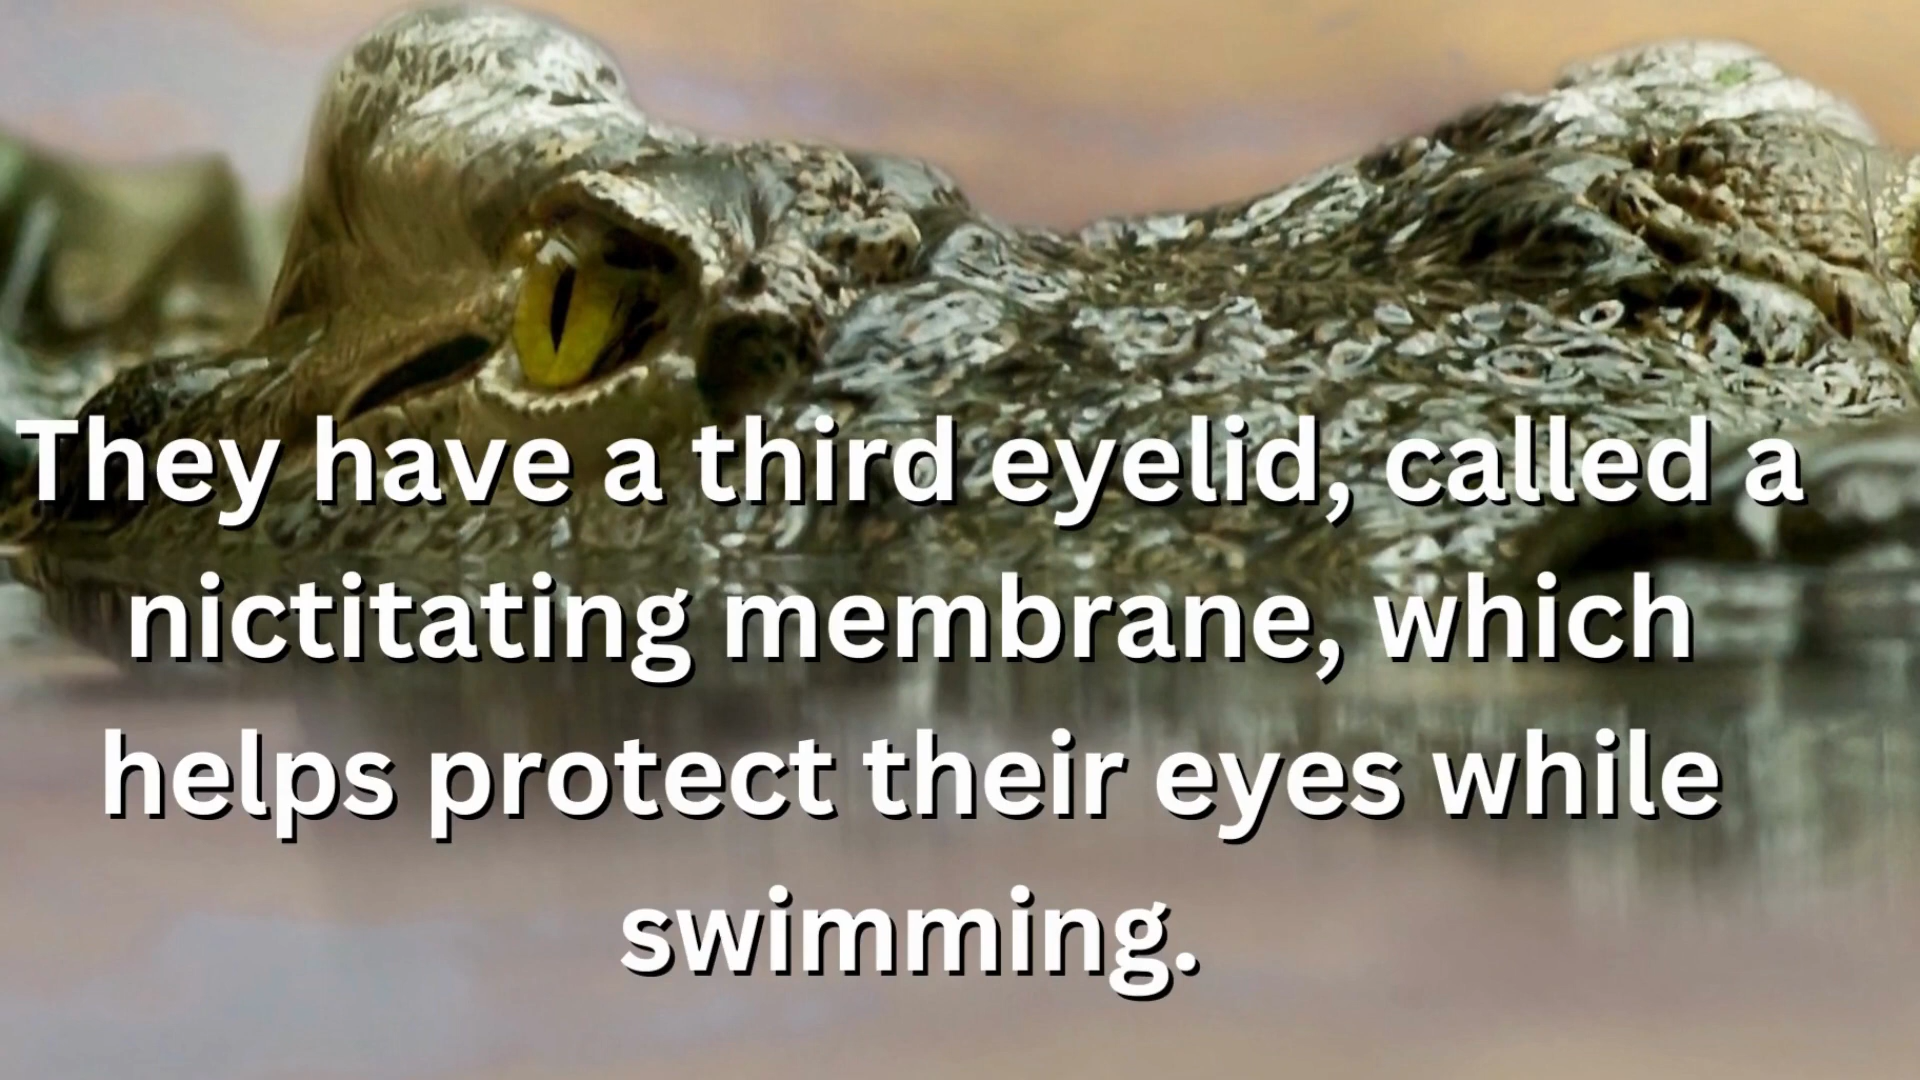 They have a third eyelid, called a
nictitating membrane, which
helps protect their eyes while
swimming.